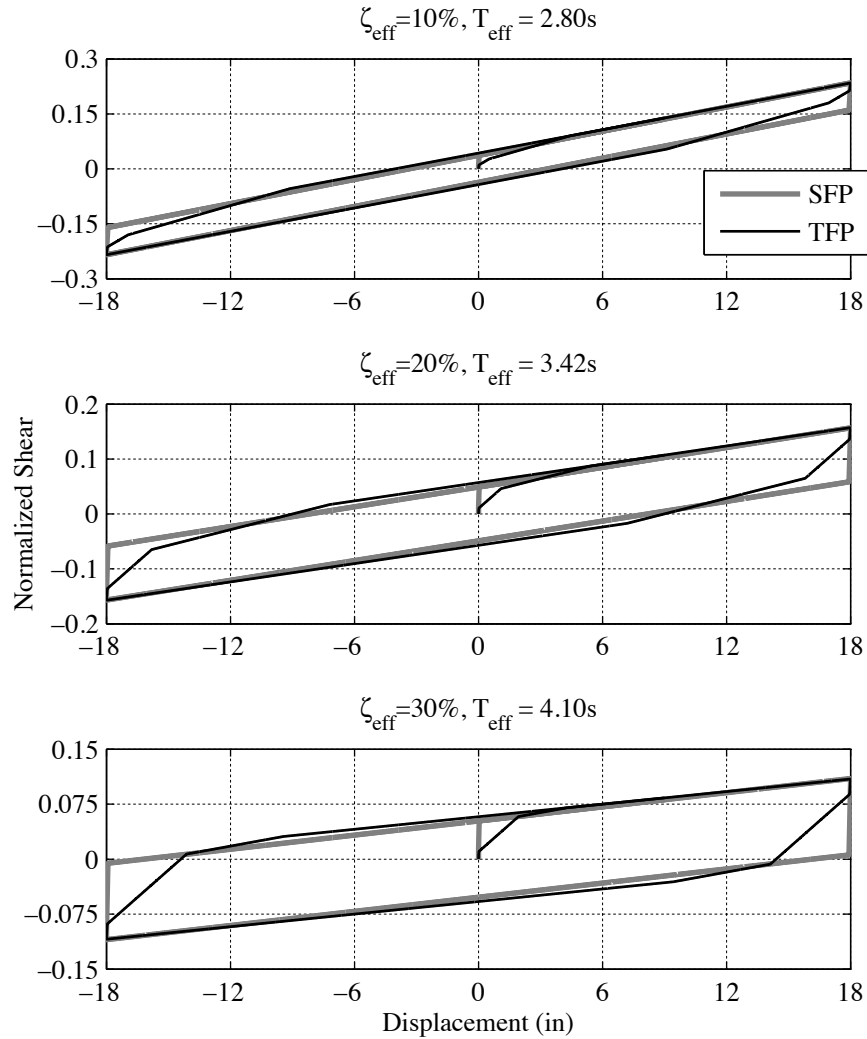 ζeff=10%, Teff = 2.80s
0.3
0.15
0
−0.15
−0.3
−18 −12 −6 0 6 12 18
SFP
TFP
ζeff=20%, Teff = 3.42s
0.2
0.1
0
−0.1
−0.2
−18 −12 −6 0 6 12 18
Normalized Shear
ζeff=30%, Teff = 4.10s
0.15
0.075
0
−0.075
−0.15
−18 −12 −6 0 6 12 18
Displacement (in)